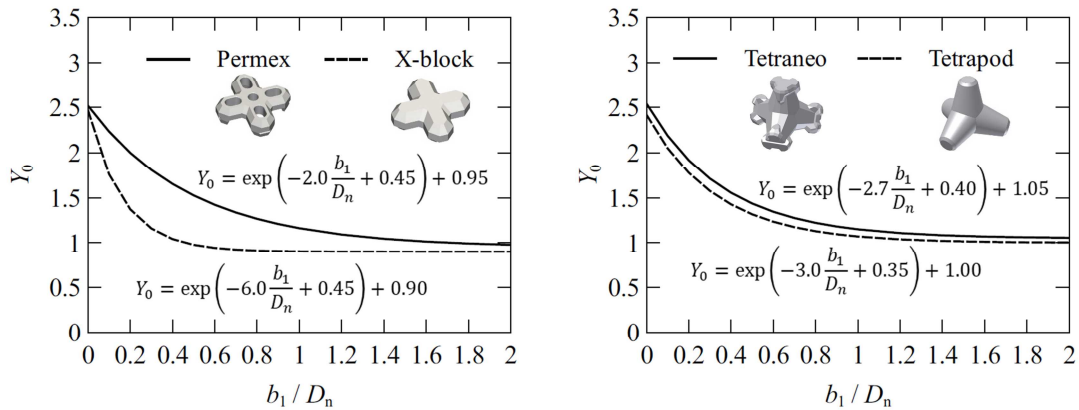 3.5
3
2.5
2
1.5
1
0.5
0
Y₀
Permex
X-block
Y₀ = exp(−2.0 b₁/Dₙ + 0.45) + 0.95
Y₀ = exp(−6.0 b₁/Dₙ + 0.45) + 0.90
0 0.2 0.4 0.6 0.8 1 1.2 1.4 1.6 1.8 2
b₁ / Dₙ
3.5
3
2.5
2
1.5
1
0.5
0
Y₀
Tetraneo
Tetrapod
Y₀ = exp(−2.7 b₁/Dₙ + 0.40) + 1.05
Y₀ = exp(−3.0 b₁/Dₙ + 0.35) + 1.00
0 0.2 0.4 0.6 0.8 1 1.2 1.4 1.6 1.8 2
b₁ / Dₙ